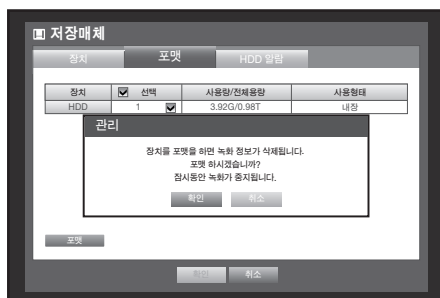 저장매체
장치 포맷 HDD 알람
장치 선택 사용량/전체용량 사용형태
HDD 1 3.92G/0.98T 내장
관리
장치를 포맷을 하면 녹화 정보가 삭제됩니다.
포맷 하시겠습니까?
잠시동안 녹화가 중지됩니다.
확인 취소
포맷
확인 취소